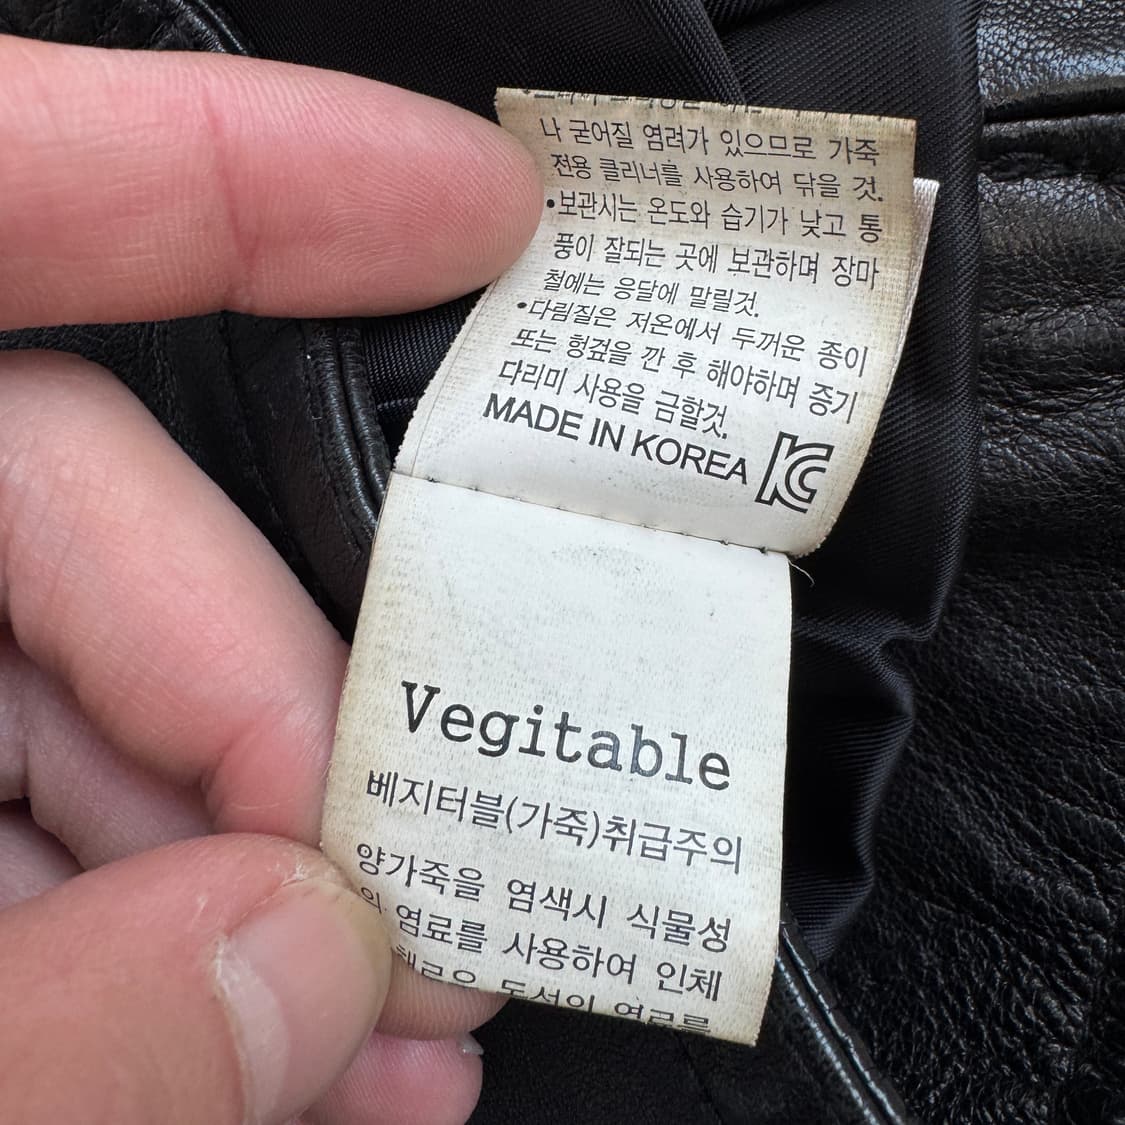 나 굳어질 염려가 있으므로 가죽
전용 클리너를 사용하여 닦을 것.
•보관시는 온도와 습기가 낮고 통
풍이 잘되는 곳에 보관하며 장마
철에는 응달에 말릴것.
•다림질은 저온에서 두꺼운 종이
또는 헝겊을 깐 후 해야하며 증기
다리미 사용을 금할것.
MADE IN KOREA KC
Vegitable
베지터블(가죽)취급주의
양가죽을 염색시 식물성
의 염료를 사용하여 인체